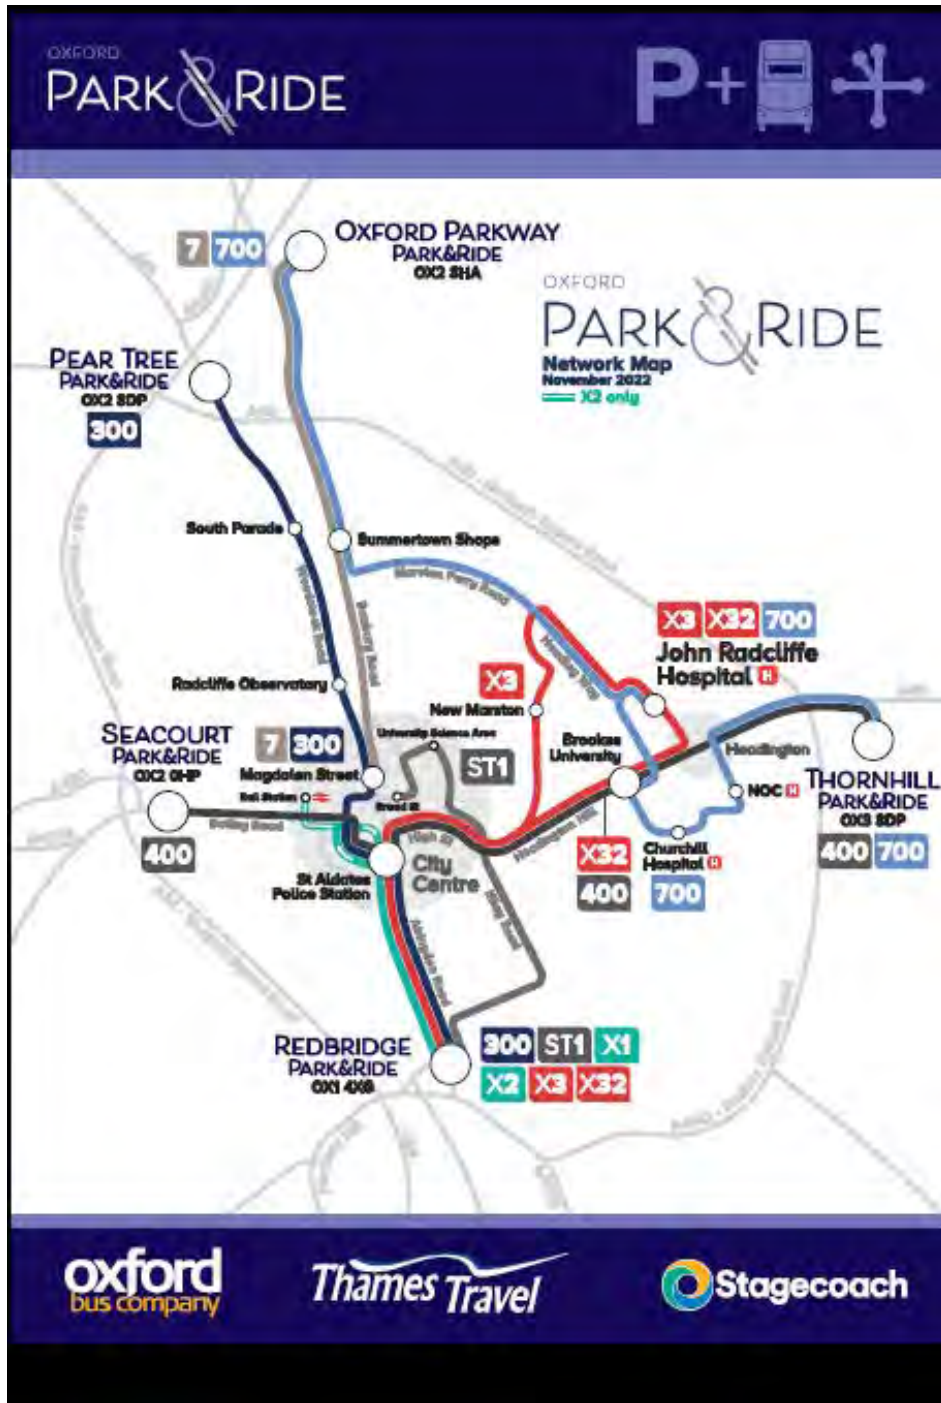 OXFORD
PARK & RIDE
P+
7 700
OXFORD PARKWAY
PARK&RIDE
OX2 8HA
OXFORD
PARK & RIDE
Network Map
November 2022
X2 only
PEAR TREE
PARK&RIDE
OX2 8DP
300
South Parade
Summertown Shops
Marston Ferry Road
Woodstock Road
Banbury Road
X3 X32 700
John Radcliffe
Hospital H
X3
New Marston
Headley Way
Radcliffe Observatory
University Science Area
Brookes
University
Headington
SEACOURT
PARK&RIDE
OX2 0HP
7 300
Magdalen Street
ST1
Rail Station
Broad St
NOC H
THORNHILL
PARK&RIDE
OX3 8DP
400 700
Botley Road
400
High St
Headington Hill
City
Centre
St Aldates
Police Station
X32
400
Churchill
Hospital H
700
Abingdon Road
REDBRIDGE
PARK&RIDE
OX1 4XG
300 ST1 X1
X2 X3 X32
oxford
bus company
Thames Travel
Stagecoach